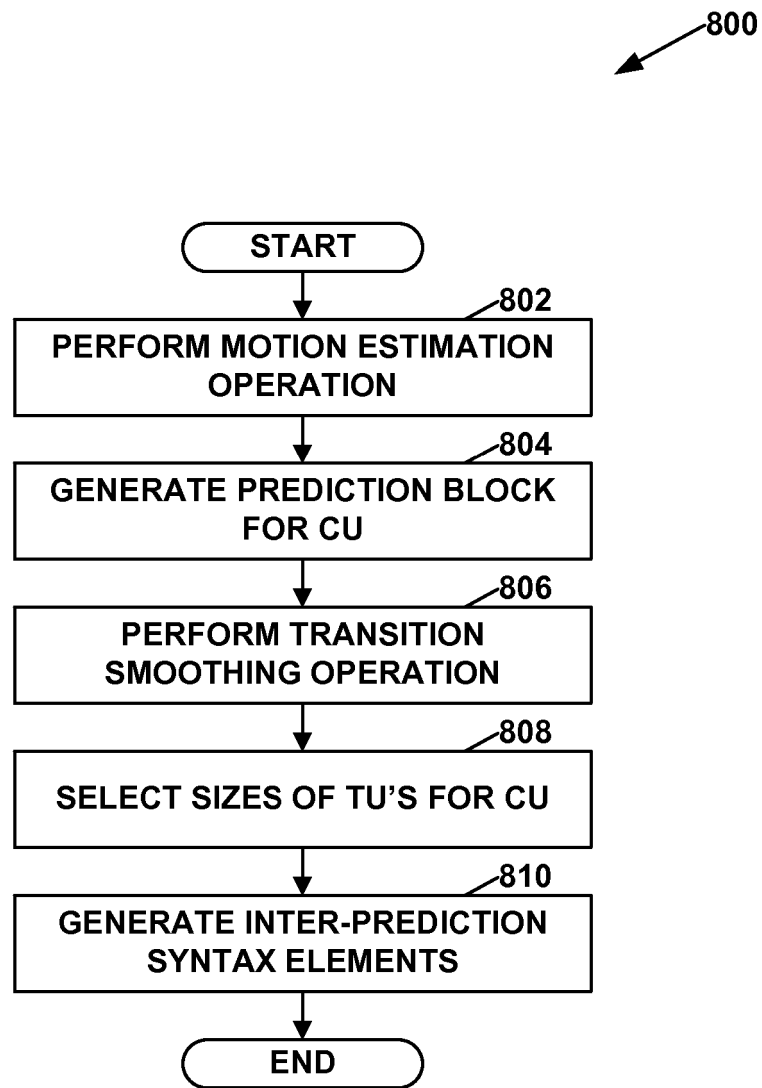 800
START
802
PERFORM MOTION ESTIMATION
OPERATION
804
GENERATE PREDICTION BLOCK
FOR CU
806
PERFORM TRANSITION
SMOOTHING OPERATION
808
SELECT SIZES OF TU'S FOR CU
810
GENERATE INTER-PREDICTION
SYNTAX ELEMENTS
END